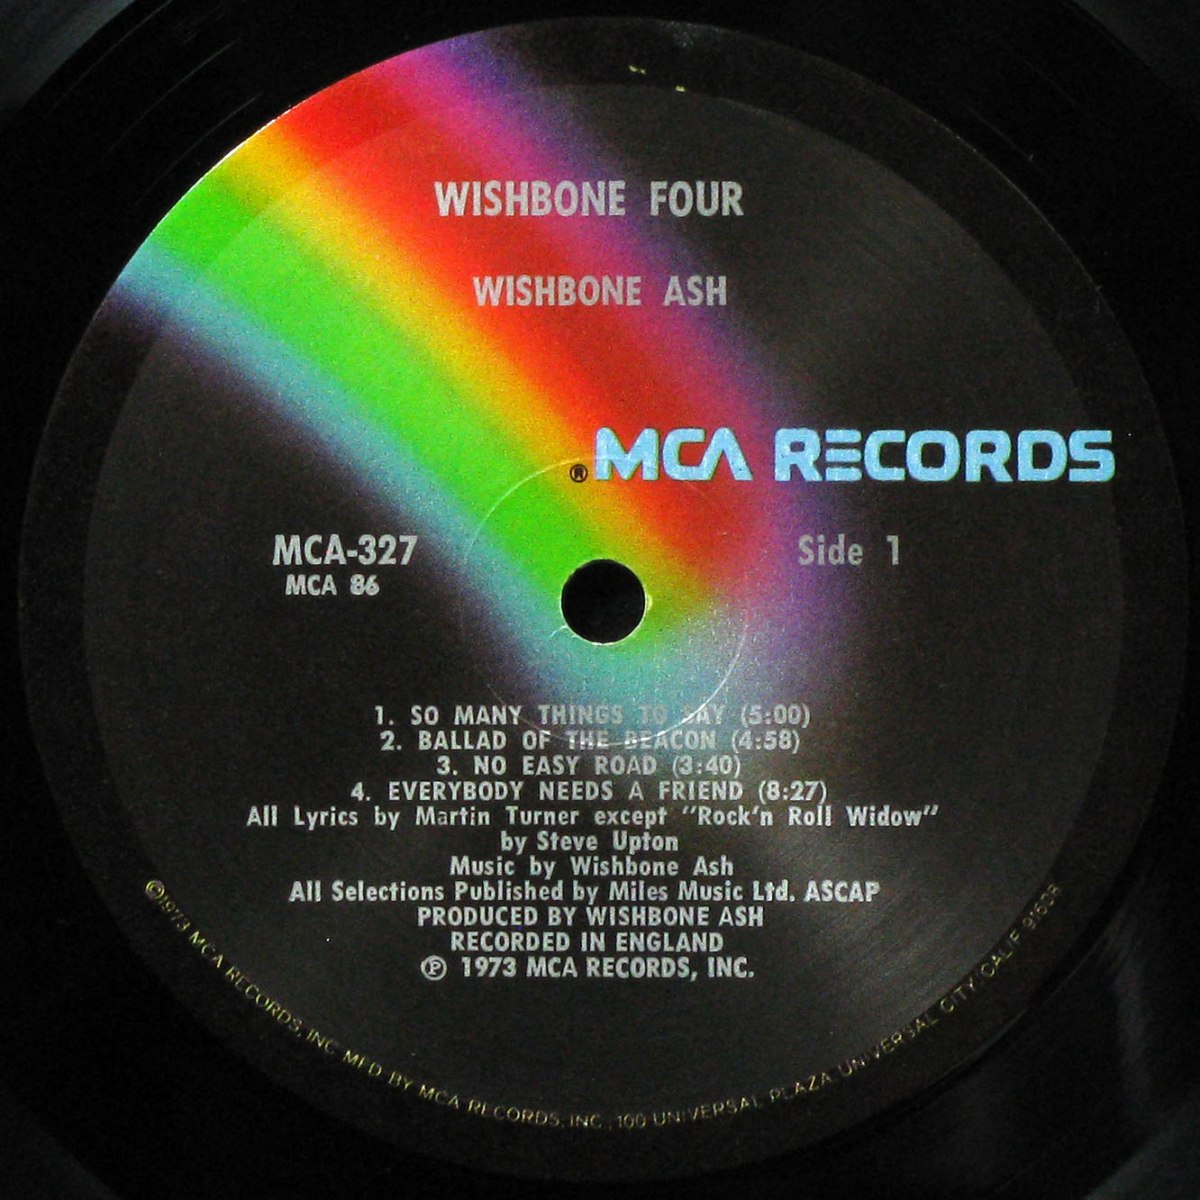 WISHBONE FOUR
WISHBONE ASH
® MCA RECORDS
MCA-327
MCA 86
Side 1
1. SO MANY THINGS TO SAY (5:00)
2. BALLAD OF THE BEACON (4:58)
3. NO EASY ROAD (3:40)
4. EVERYBODY NEEDS A FRIEND (8:27)
All Lyrics by Martin Turner except "Rock'n Roll Widow"
by Steve Upton
Music by Wishbone Ash
All Selections Published by Miles Music Ltd. ASCAP
PRODUCED BY WISHBONE ASH
RECORDED IN ENGLAND
℗ 1973 MCA RECORDS, INC.
©1973 MCA RECORDS, INC MFD BY MCA RECORDS, INC., 100 UNIVERSAL PLAZA UNIVERSAL CITY, CALIF